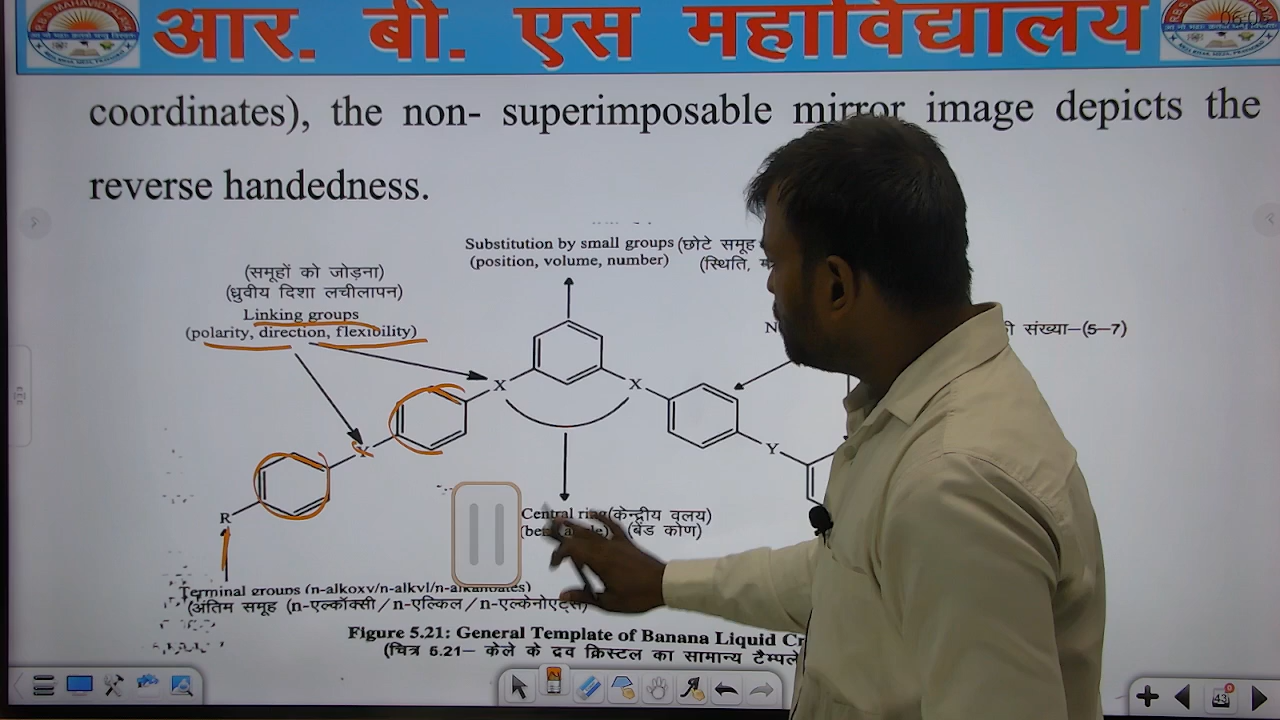 आर. बी. एस महाविद्यालय
coordinates), the non- superimposable mirror image depicts the
reverse handedness.
Substitution by small groups (छोटे समूह
(position, volume, number) (स्थिति,
(समूहों को जोड़ना)
(ध्रुवीय दिशा लचीलापन)
Linking groups
(polarity, direction, flexibility)
N
संख्या–(5–7)
X X
Y Y
R
Central ring(केन्द्रीय वलय)
(बेंड कोण)
Terminal groups (n-alkoxy/n-alkyl/n-alkanoates)
(अंतिम समूह (n-एल्कॉक्सी/n-एल्किल/n-एल्केनोएट्स)
Figure 5.21: General Template of Banana Liquid Cr
(चित्र 6.21– केले के द्रव क्रिस्टल का सामान्य टैम्पले
43